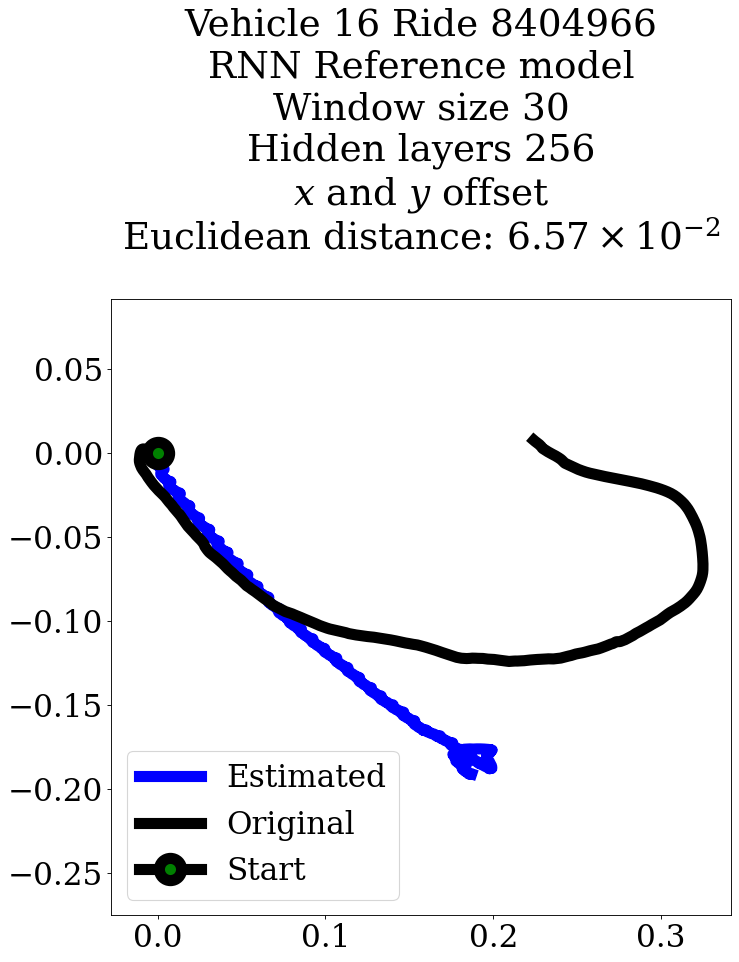 Vehicle 16 Ride 8404966
RNN Reference model
Window size 30
Hidden layers 256
x and y offset
Euclidean distance: 6.57 × 10⁻²
0.05
0.00
−0.05
−0.10
−0.15
−0.20
−0.25
Estimated
Original
Start
0.0 0.1 0.2 0.3